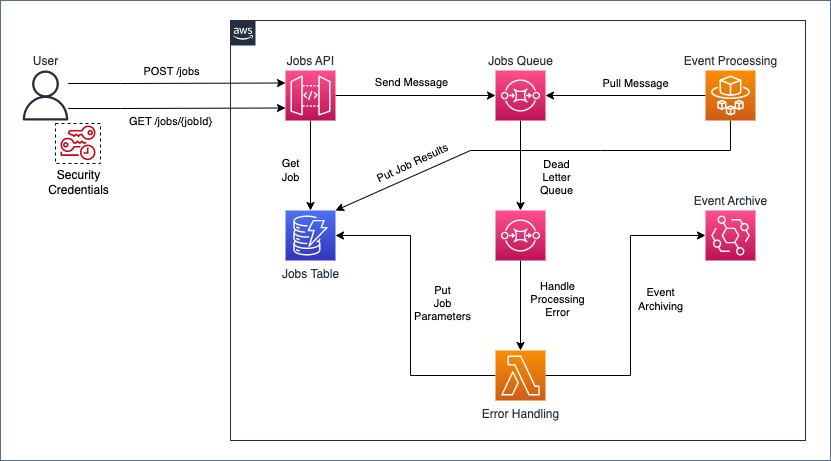 aws
User
Jobs API
Jobs Queue
Event Processing
POST /jobs
Send Message
Pull Message
GET /jobs/{jobId}
Security
Credentials
Get
Job
Put Job Results
Dead
Letter
Queue
Event Archive
Jobs Table
Put
Job
Parameters
Handle
Processing
Error
Event
Archiving
Error Handling